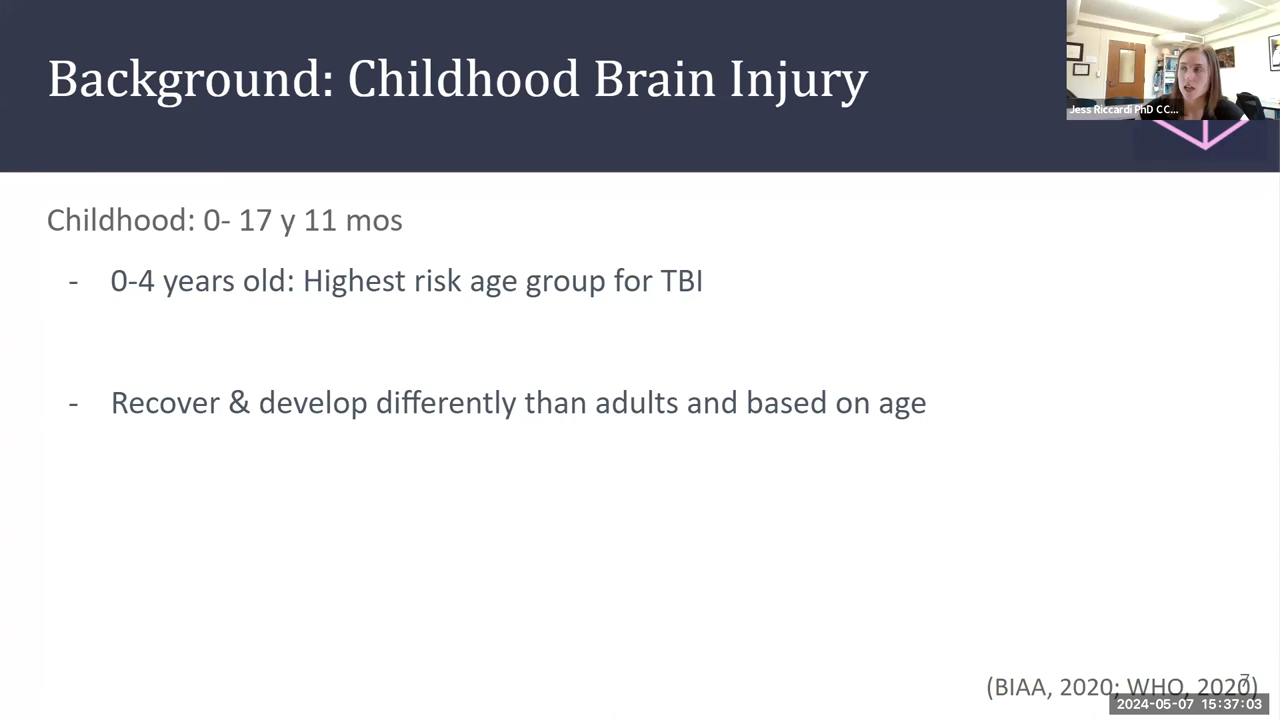 Background: Childhood Brain Injury
Jess Riccardi PhD CC...
Childhood: 0- 17 y 11 mos
- 0-4 years old: Highest risk age group for TBI
- Recover & develop differently than adults and based on age
(BIAA, 2020; WHO, 2020)
7
2024-05-07 15:37:03